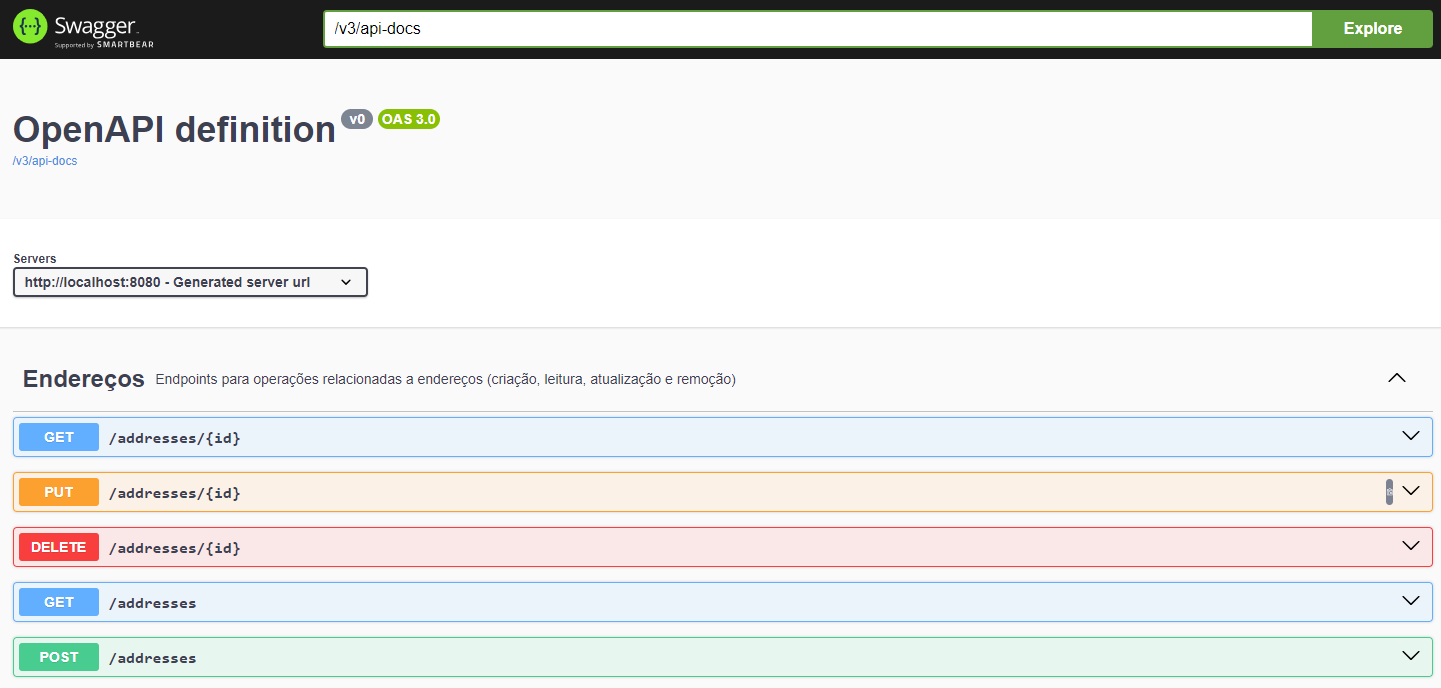 {··} Swagger.
Supported by SMARTBEAR
/v3/api-docs
Explore
OpenAPI definition v0 OAS 3.0
/v3/api-docs
Servers
http://localhost:8080 - Generated server url
Endereços Endpoints para operações relacionadas a endereços (criação, leitura, atualização e remoção)
GET /addresses/{id}
PUT /addresses/{id}
DELETE /addresses/{id}
GET /addresses
POST /addresses